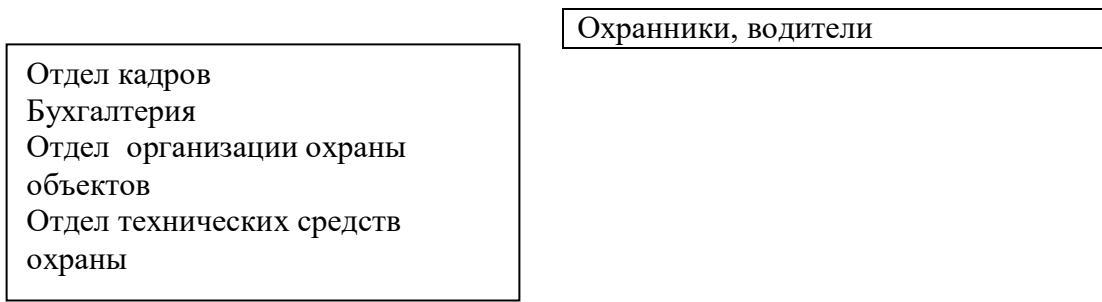 Охранники, водители
Отдел кадров
Бухгалтерия
Отдел  организации охраны
объектов
Отдел технических средств
охраны